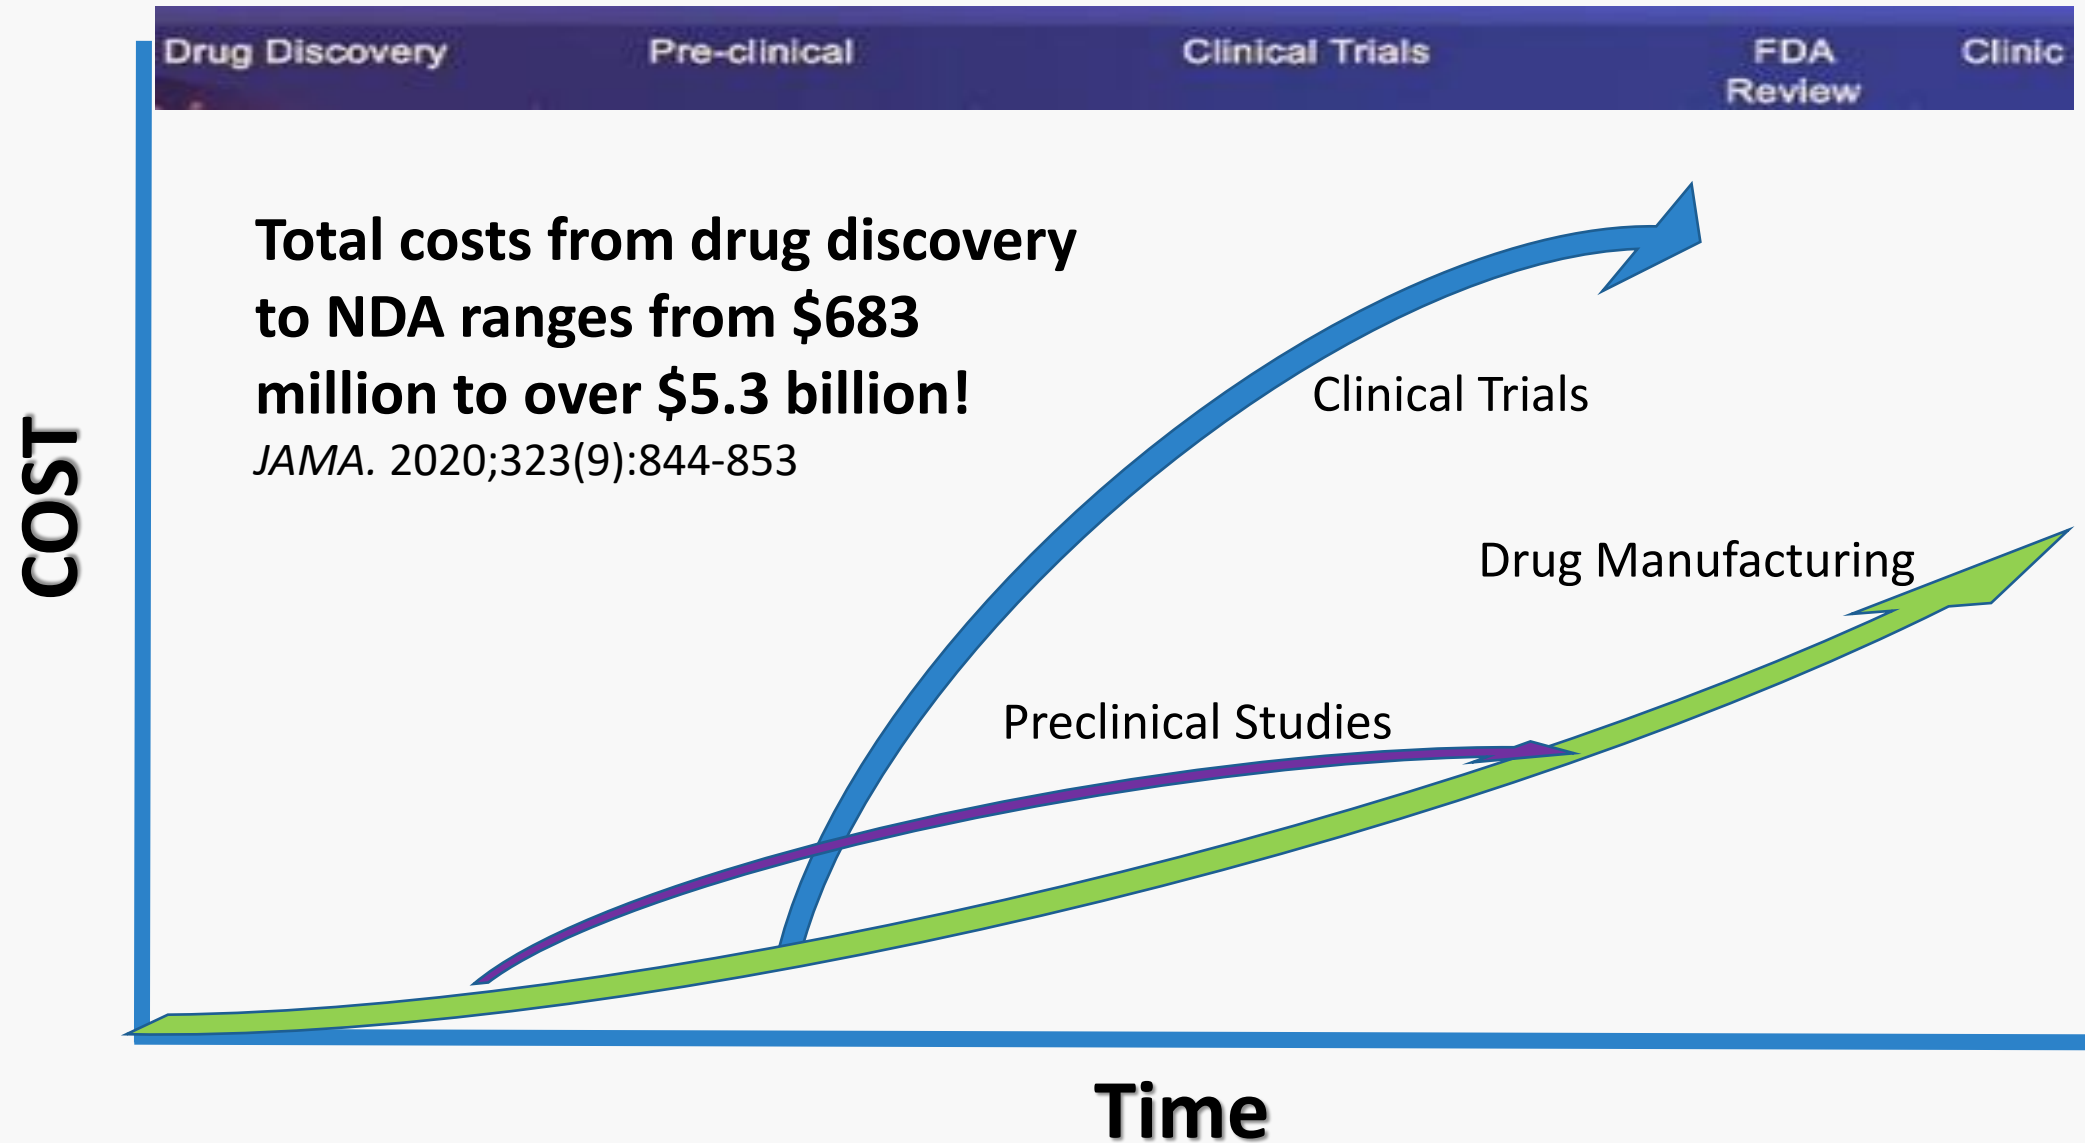 Drug Discovery
Pre-clinical
Clinical Trials
FDA
Review
Clinic
Total costs from drug discovery
to NDA ranges from $683
million to over $5.3 billion!
JAMA. 2020;323(9):844-853
Clinical Trials
Drug Manufacturing
Preclinical Studies
COST
Time